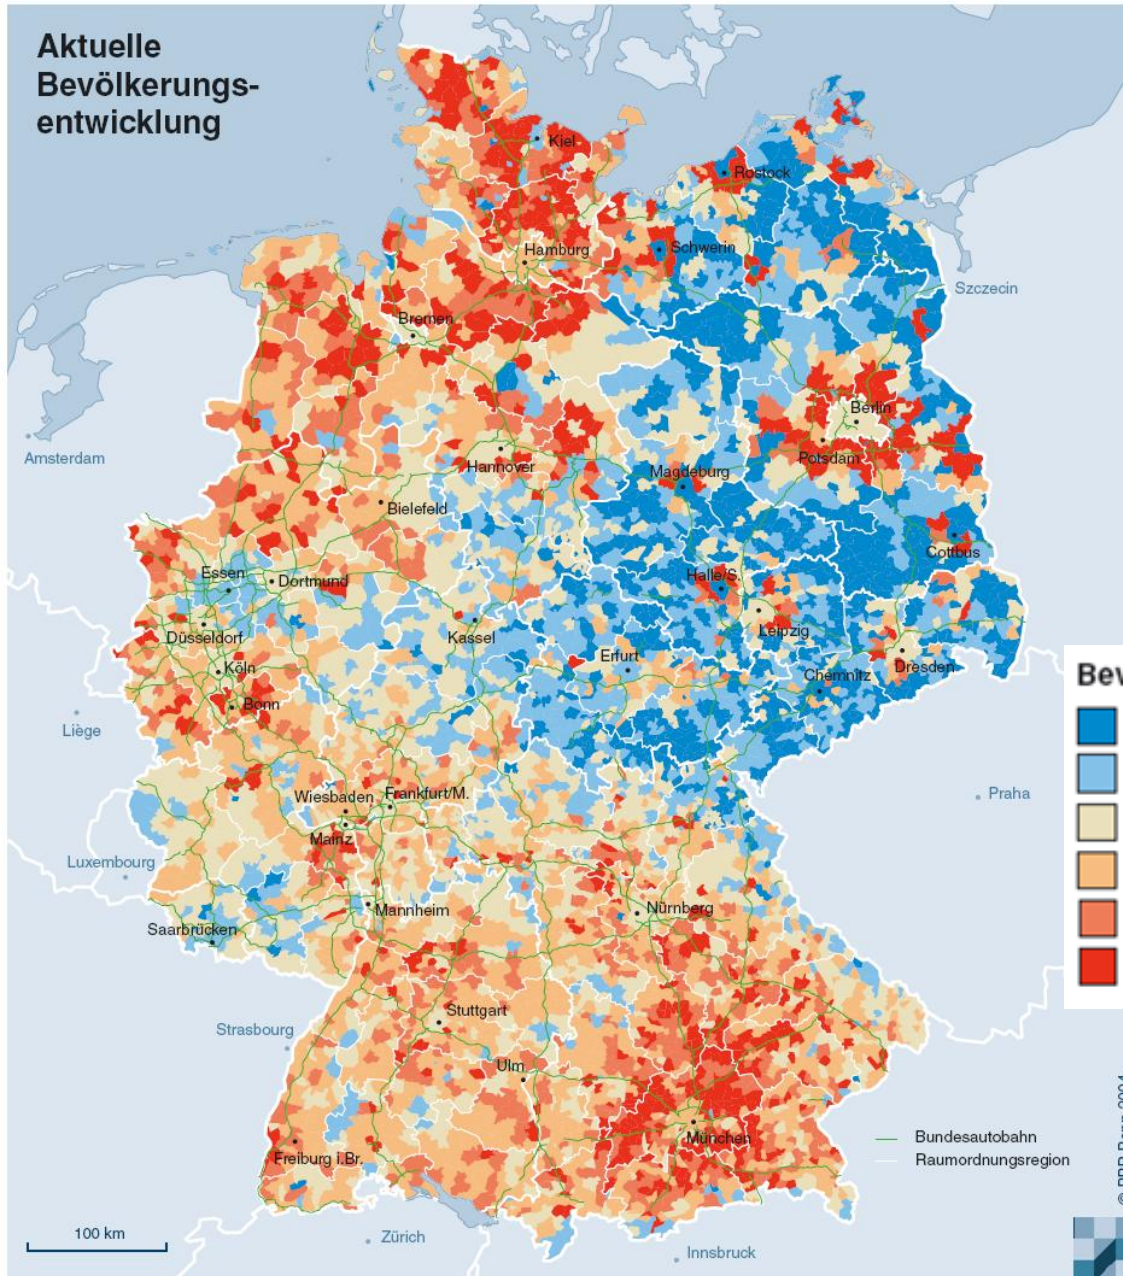 Aktuelle
Bevölkerungs-
entwicklung
Kiel
Rostock
Schwerin
Hamburg
Szczecin
Bremen
Berlin
Amsterdam
Hannover
Potsdam
Magdeburg
Bielefeld
Cottbus
Essen
Dortmund
Halle/S.
Düsseldorf
Kassel
Leipzig
Köln
Erfurt
Dresden
Chemnitz
Bev
Bonn
Liège
Wiesbaden
Frankfurt/M.
Praha
Mainz
Luxembourg
Mannheim
Nürnberg
Saarbrücken
Stuttgart
Strasbourg
Ulm
München
Bundesautobahn
Freiburg i.Br.
Raumordnungsregion
100 km
Zürich
Innsbruck